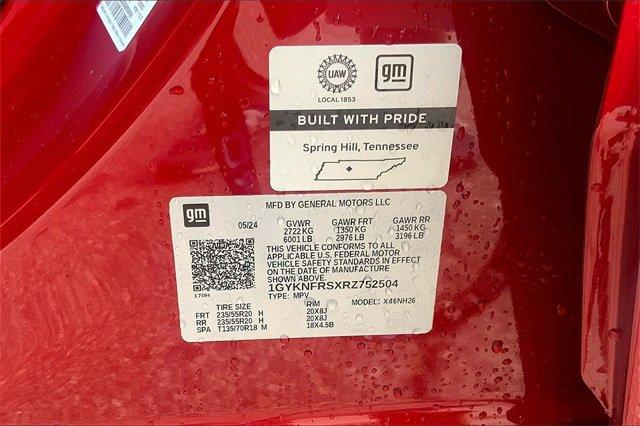 UAW
gm
LOCAL 1853
BUILT WITH PRIDE
Spring Hill, Tennessee
gm
MFD BY GENERAL MOTORS LLC
05/24 GVWR GAWR FRT GAWR RR
2722 KG 1350 KG 1450 KG
6001 LB 2976 LB 3196 LB
THIS VEHICLE CONFORMS TO ALL
APPLICABLE U.S. FEDERAL MOTOR
VEHICLE SAFETY STANDARDS IN EFFECT
ON THE DATE OF MANUFACTURE
SHOWN ABOVE.
1GYKNFRSXRZ752504
170H TYPE: MPV MODEL: X46NH26
TIRE SIZE RIM
FRT 235/55R20 H 20X8J
RR 235/55R20 H 20X8J
SPA T135/70R18 M 18X4.5B